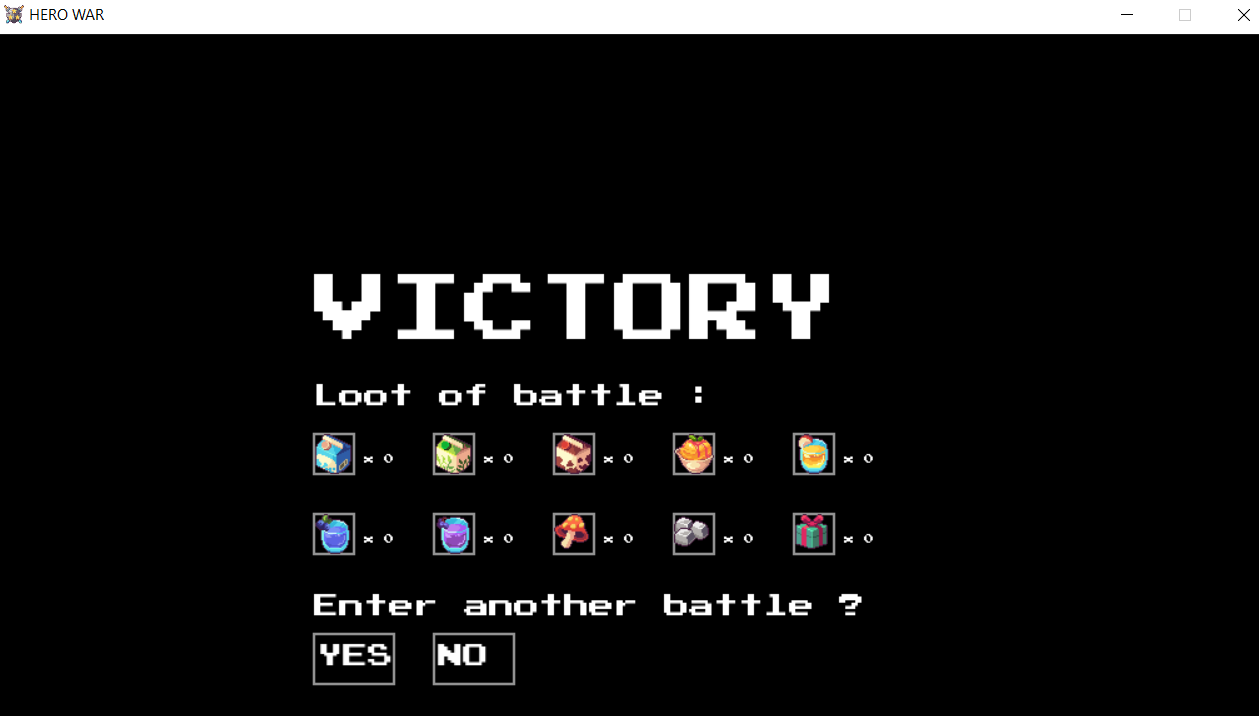 HERO WAR
VICTORY
Loot of battle :
x 0 x 0 x 0 x 0 x 0
x 0 x 0 x 0 x 0 x 0
Enter another battle ?
YES NO